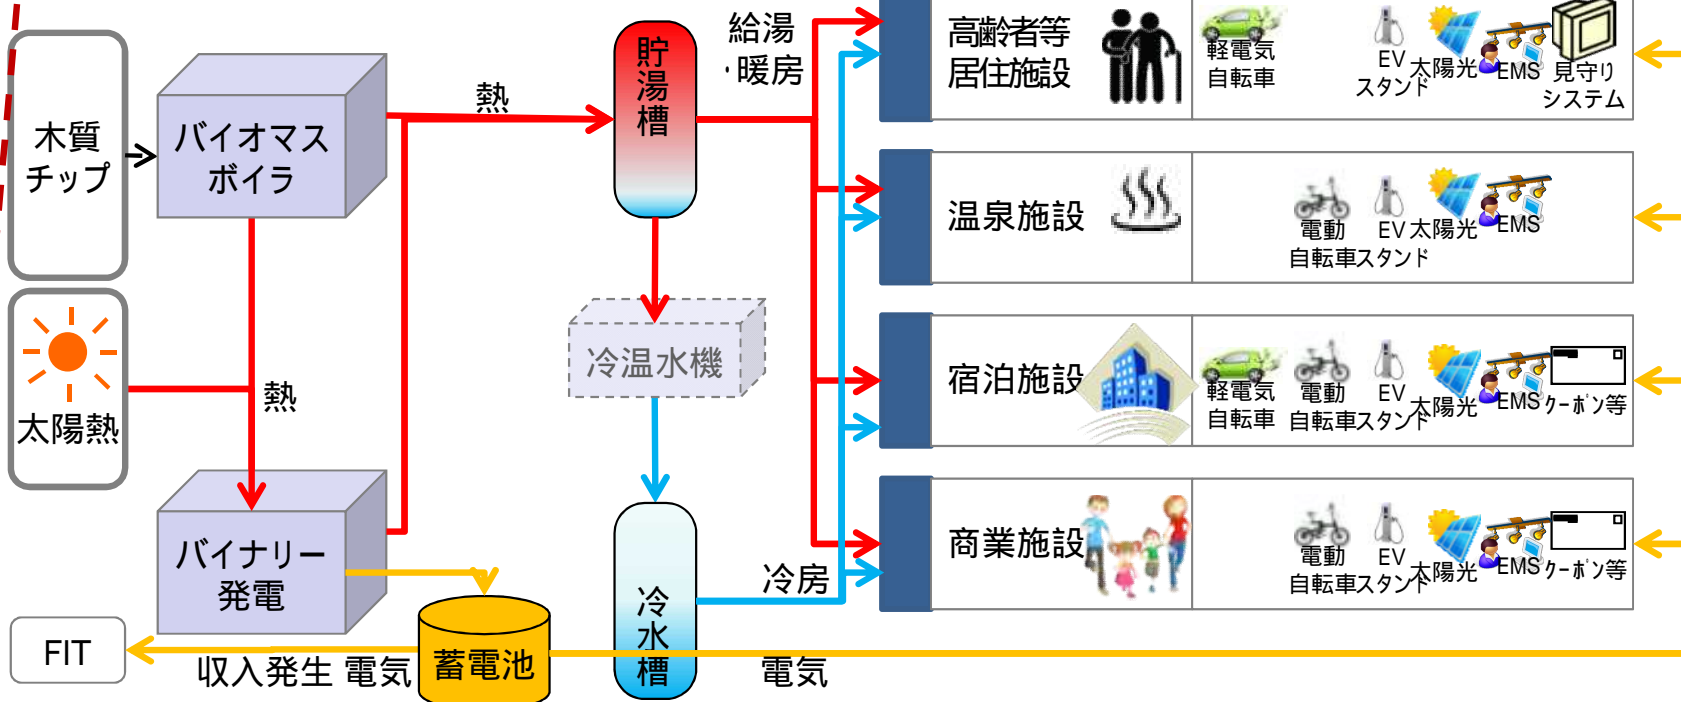 木質
チップ
バイオマス
ボイラ
熱
貯湯槽
給湯
・暖房
太陽熱
熱
冷温水機
バイナリー
発電
冷水槽
冷房
FIT
収入発生 電気
蓄電池
電気
高齢者等
居住施設
軽電気
自転車
EV
スタンド
太陽光
EMS
見守り
システム
温泉施設
電動
自転車
EV
スタンド
太陽光
EMS
宿泊施設
軽電気
自転車
電動
自転車
EV
スタンド
太陽光
EMS
クーポン等
商業施設
電動
自転車
EV
スタンド
太陽光
EMS
クーポン等